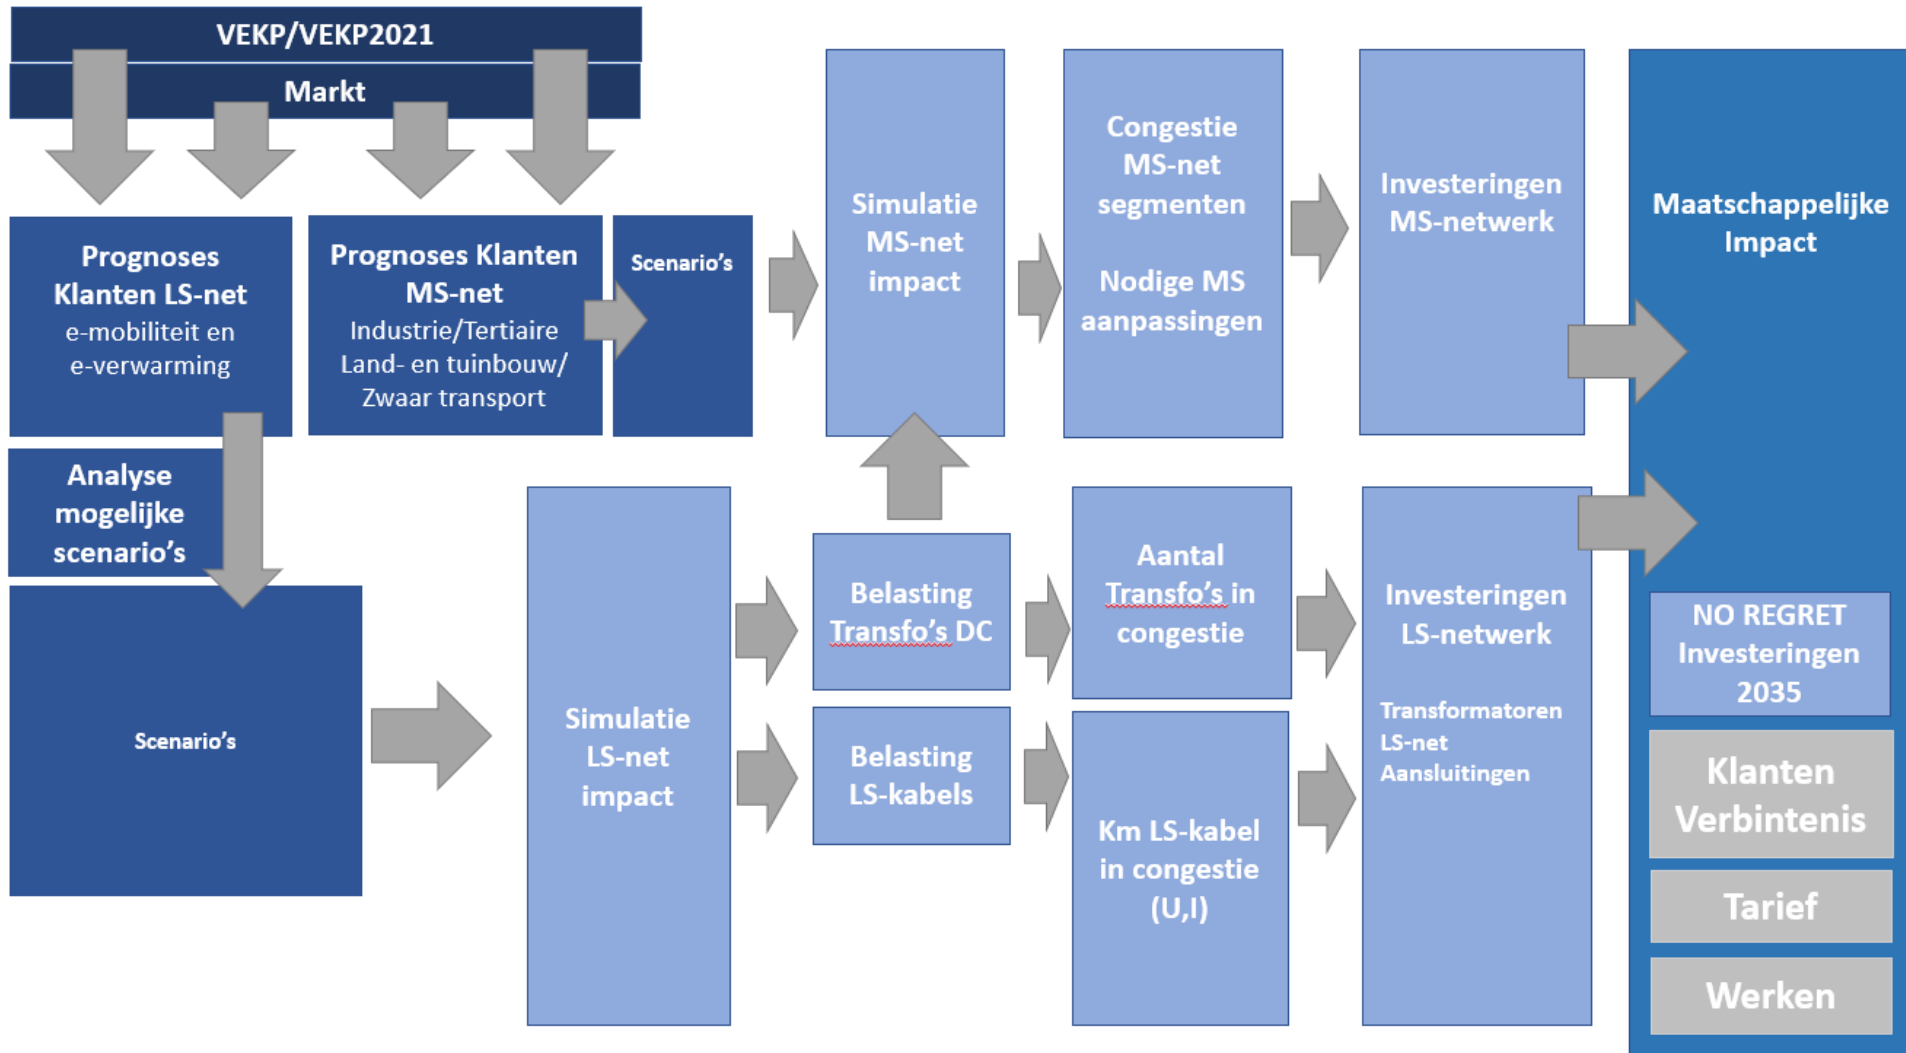 VEKP/VEKP2021
Markt
Prognoses
Klanten LS-net
e-mobiliteit en
e-verwarming
Prognoses Klanten
MS-net
Industrie/Tertiaire
Land- en tuinbouw/
Zwaar transport
Scenario's
Analyse
mogelijke
scenario's
Scenario's
Simulatie
MS-net
impact
Congestie
MS-net
segmenten
Nodige MS
aanpassingen
Investeringen
MS-netwerk
Simulatie
LS-net
impact
Belasting
Transfo's DC
Belasting
LS-kabels
Aantal
Transfo's in
congestie
Km LS-kabel
in congestie
(U,I)
Investeringen
LS-netwerk
Transformatoren
LS-net
Aansluitingen
Maatschappelijke
Impact
NO REGRET
Investeringen
2035
Klanten
Verbintenis
Tarief
Werken